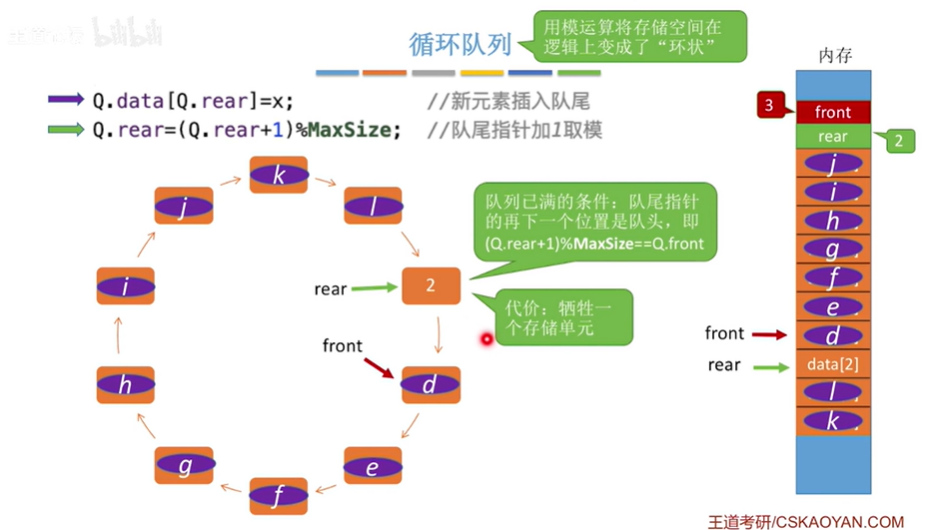 bilibili
循环队列
用模运算将存储空间在
逻辑上变成了“环状”
Q.data[Q.rear]=x; //新元素插入队尾
Q.rear=(Q.rear+1)%MaxSize; //队尾指针加1取模
k
l
2
d
e
f
g
h
i
j
rear
front
队列已满的条件：队尾指针
的再下一个位置是队头，即
(Q.rear+1)%MaxSize==Q.front
代价：牺牲一
个存储单元
内存
3
front
rear
2
j
i
h
g
f
e
front
d
rear
data[2]
l
k
王道考研/CSKAOYAN.COM